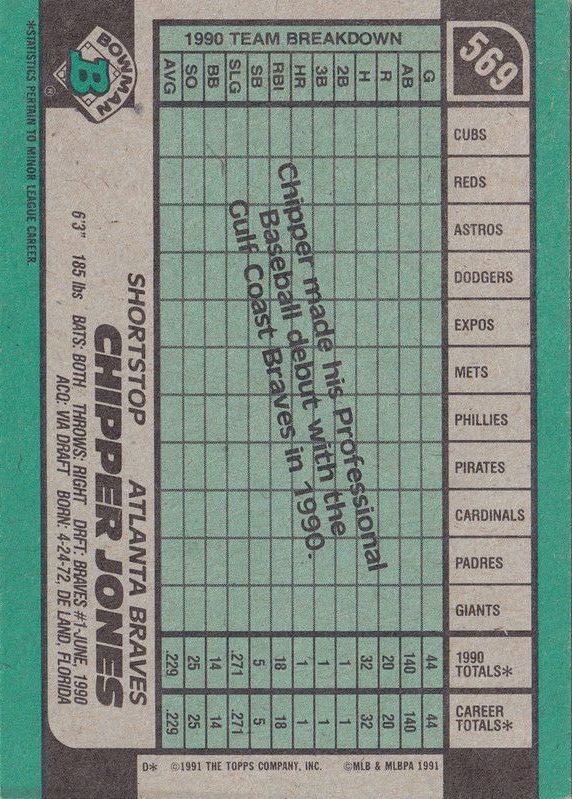 569
CUBS
REDS
ASTROS
DODGERS
EXPOS
METS
PHILLIES
PIRATES
CARDINALS
PADRES
GIANTS
1990
TOTALS*
CAREER
TOTALS*
1990 TEAM BREAKDOWN
G 44 44
AB 140 140
R 20 20
H 32 32
2B 1 1
3B 1 1
HR 1 1
RBI 18 18
SB 5 5
SLG .271 .271
BB 14 14
SO 25 25
AVG .229 .229
Chipper made his Professional
Baseball debut with the
Gulf Coast Braves in 1990.
BOWMAN
B
SHORTSTOP ATLANTA BRAVES
CHIPPER JONES
6'3" 185 lbs BATS: BOTH THROWS: RIGHT DRFT: BRAVES #1-JUNE, 1990
ACQ: VIA DRAFT BORN: 4-24-72, DE LAND, FLORIDA
*STATISTICS PERTAIN TO MINOR LEAGUE CAREER.
D* ©1991 THE TOPPS COMPANY, INC. ©MLB & MLBPA 1991